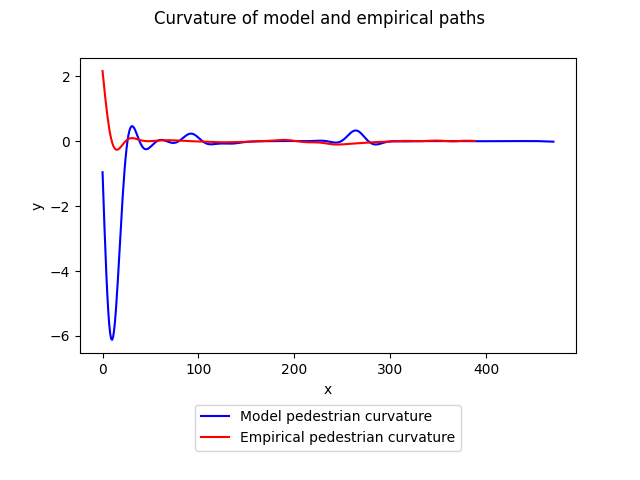 Curvature of model and empirical paths
2
0
−2
−4
−6
y
0 100 200 300 400
x
Model pedestrian curvature
Empirical pedestrian curvature